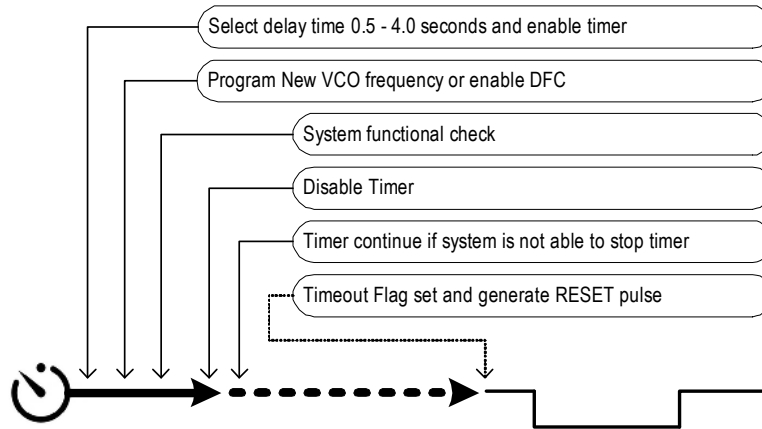 Select delay time 0.5 - 4.0 seconds and enable timer
Program New VCO frequency or enable DFC
System functional check
Disable Timer
Timer continue if system is not able to stop timer
Timeout Flag set and generate RESET pulse